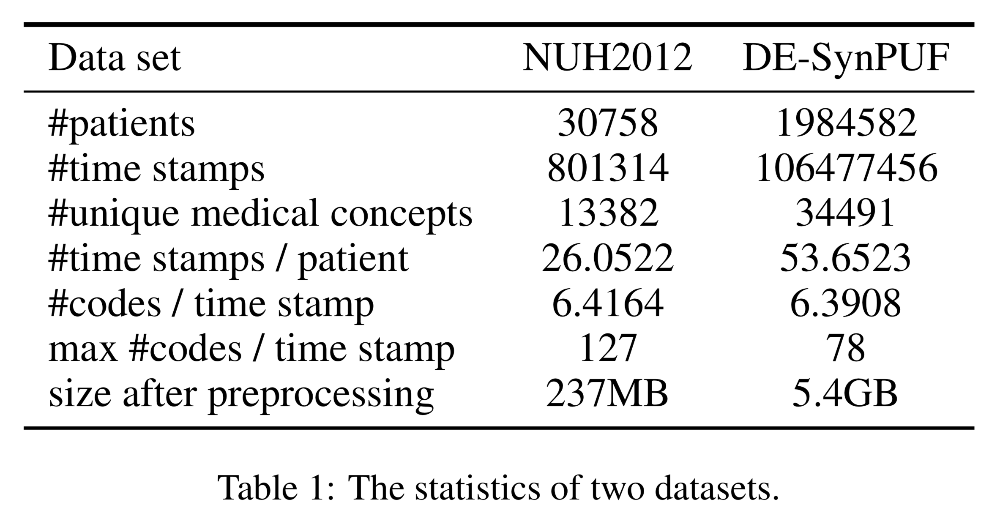 Data set NUH2012 DE-SynPUF
#patients 30758 1984582
#time stamps 801314 106477456
#unique medical concepts 13382 34491
#time stamps / patient 26.0522 53.6523
#codes / time stamp 6.4164 6.3908
max #codes / time stamp 127 78
size after preprocessing 237MB 5.4GB
Table 1: The statistics of two datasets.